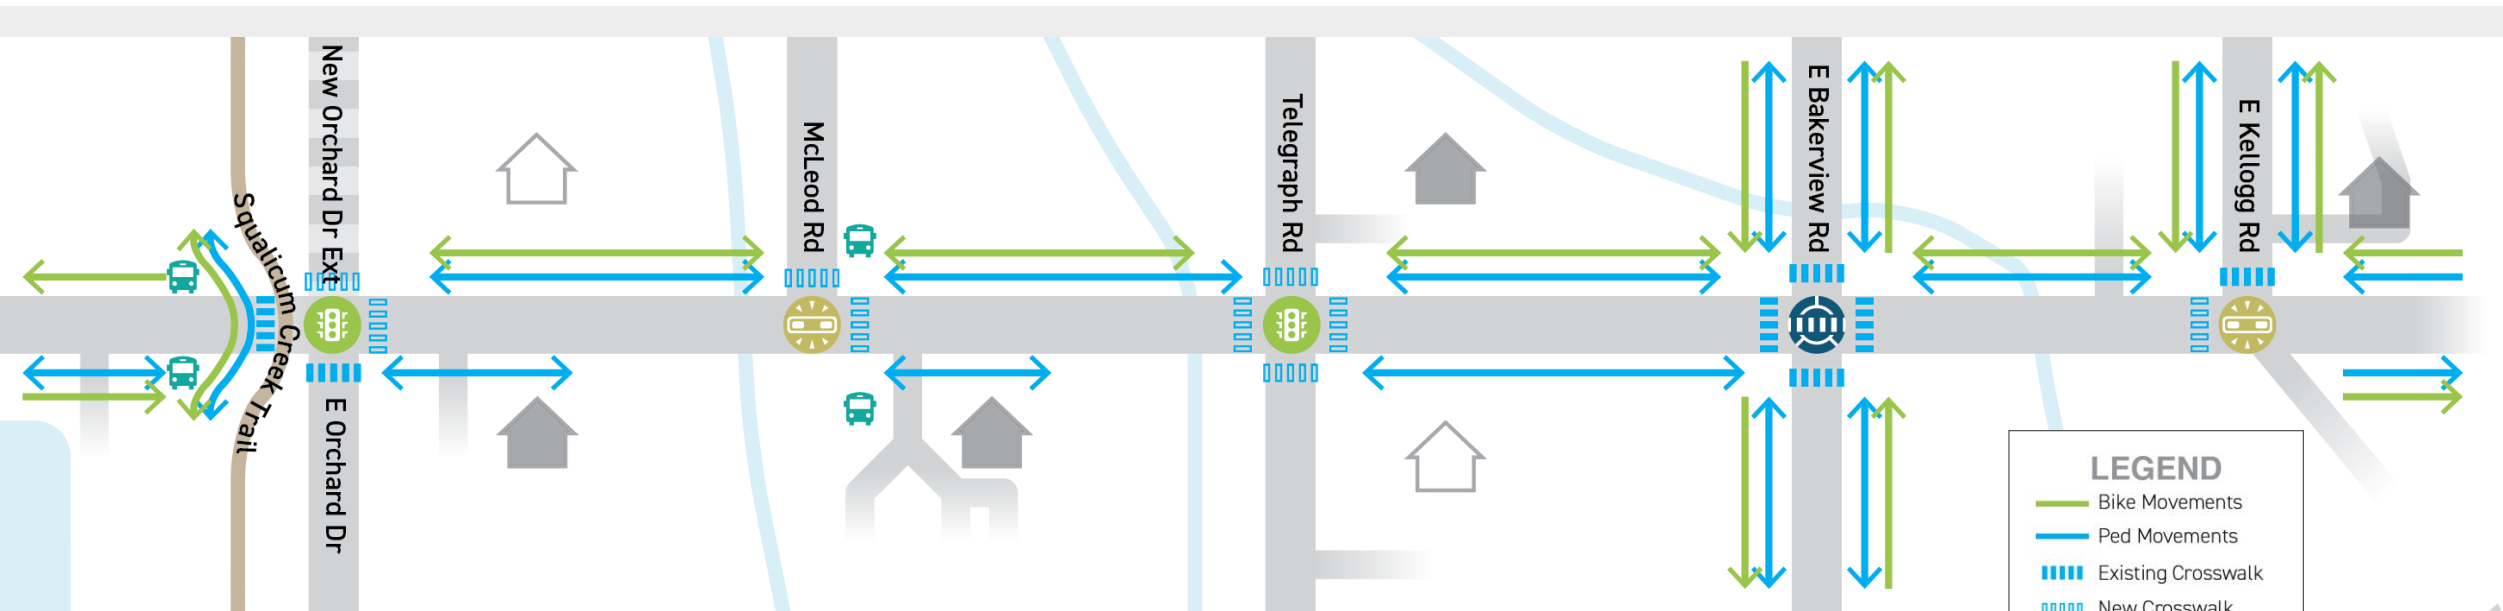 New Orchard Dr Ext
McLeod Rd
Telegraph Rd
E Bakerview Rd
E Kellogg Rd
Squalicum Creek Trail
E Orchard Dr
LEGEND
Bike Movements
Ped Movements
Existing Crosswalk
New Crosswalk